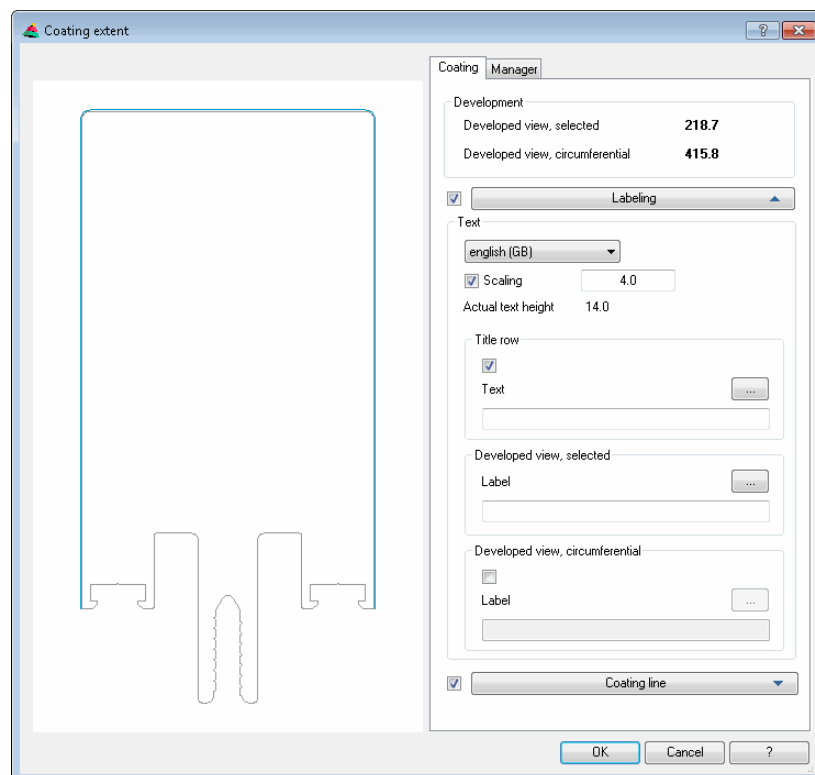 Coating extent
Coating Manager
Development
Developed view, selected 218.7
Developed view, circumferential 415.8
Labeling
Text
english (GB)
Scaling 4.0
Actual text height 14.0
Title row
Text ...
Developed view, selected
Label ...
Developed view, circumferential
Label ...
Coating line
OK Cancel ?